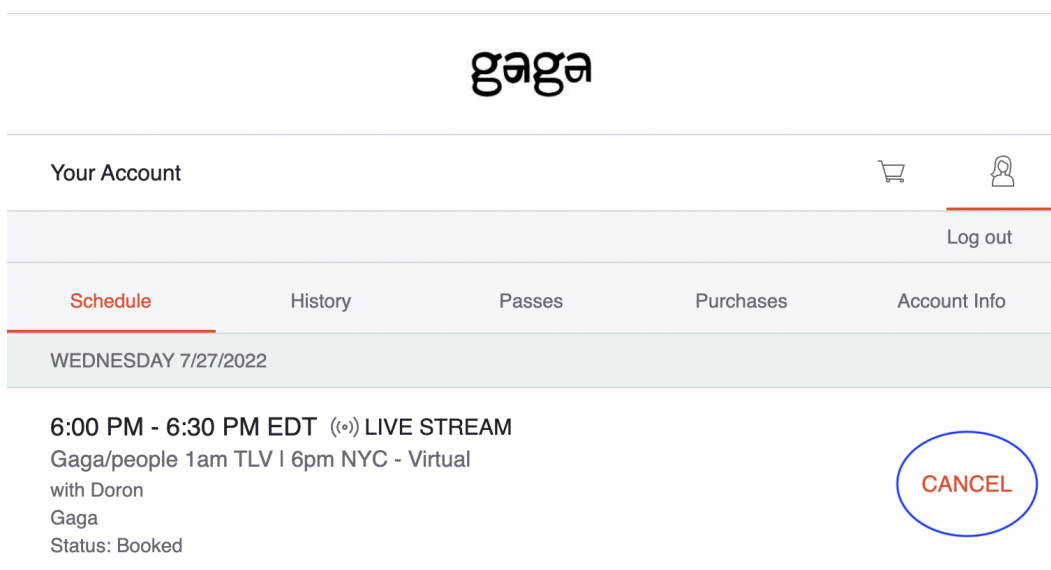 gaga
Your Account
Log out
Schedule History Passes Purchases Account Info
WEDNESDAY 7/27/2022
6:00 PM - 6:30 PM EDT LIVE STREAM
Gaga/people 1am TLV | 6pm NYC - Virtual
with Doron
CANCEL
Gaga
Status: Booked